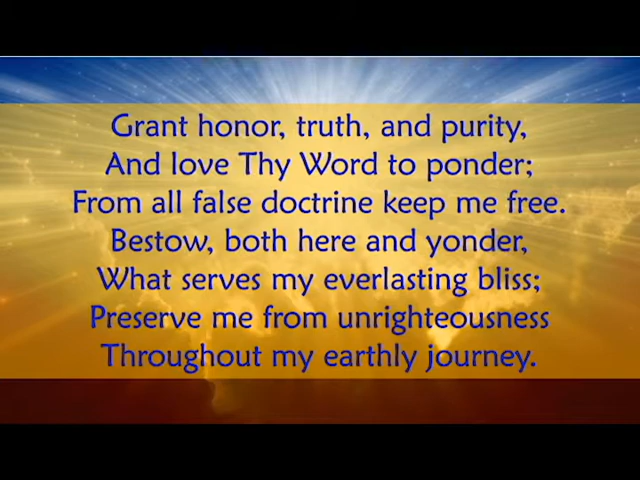 Grant honor, truth, and purity,
And love Thy Word to ponder;
From all false doctrine keep me free.
Bestow, both here and yonder,
What serves my everlasting bliss;
Preserve me from unrighteousness
Throughout my earthly journey.